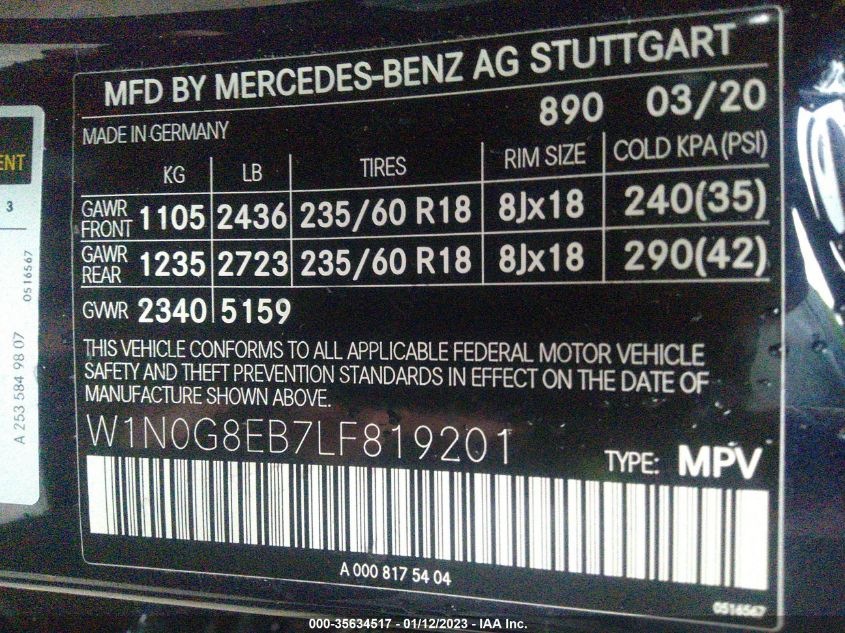 MFD BY MERCEDES-BENZ AG STUTTGART
890 03/20
MADE IN GERMANY
KG LB TIRES RIM SIZE COLD KPA (PSI)
GAWR FRONT 1105 2436 235/60 R18 8Jx18 240(35)
GAWR REAR 1235 2723 235/60 R18 8Jx18 290(42)
GVWR 2340 5159
THIS VEHICLE CONFORMS TO ALL APPLICABLE FEDERAL MOTOR VEHICLE
SAFETY AND THEFT PREVENTION STANDARDS IN EFFECT ON THE DATE OF
MANUFACTURE SHOWN ABOVE.
W1N0G8EB7LF819201
TYPE: MPV
A 000 817 54 04
0516567
ENT
3
0516567
A 253 584 98 07
000-35634517 - 01/12/2023 - IAA Inc.